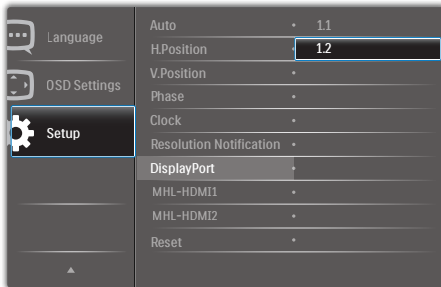 Language
OSD Settings
Setup
Auto
H.Position
V.Position
Phase
Clock
Resolution Notification
DisplayPort
MHL-HDMI1
MHL-HDMI2
Reset
1.1
1.2